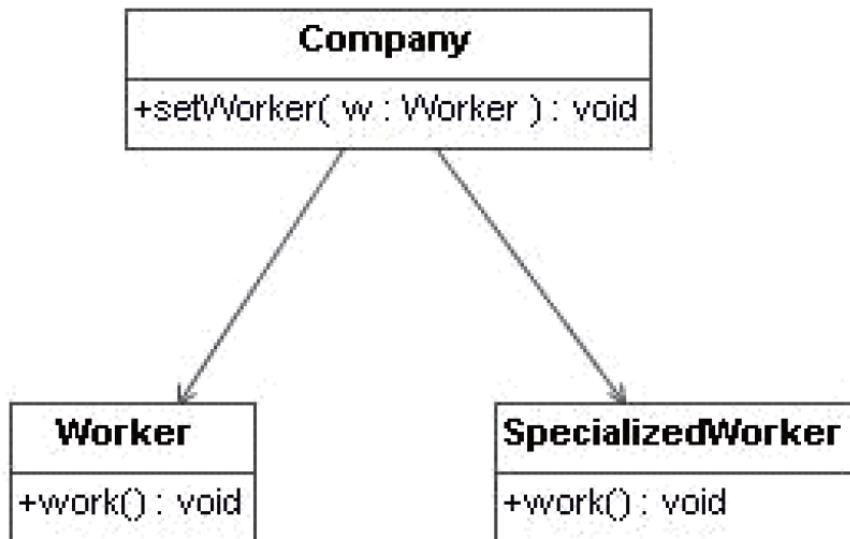 Company
+setWorker( w : Worker ) : void
Worker
+work() : void
SpecializedWorker
+work() : void